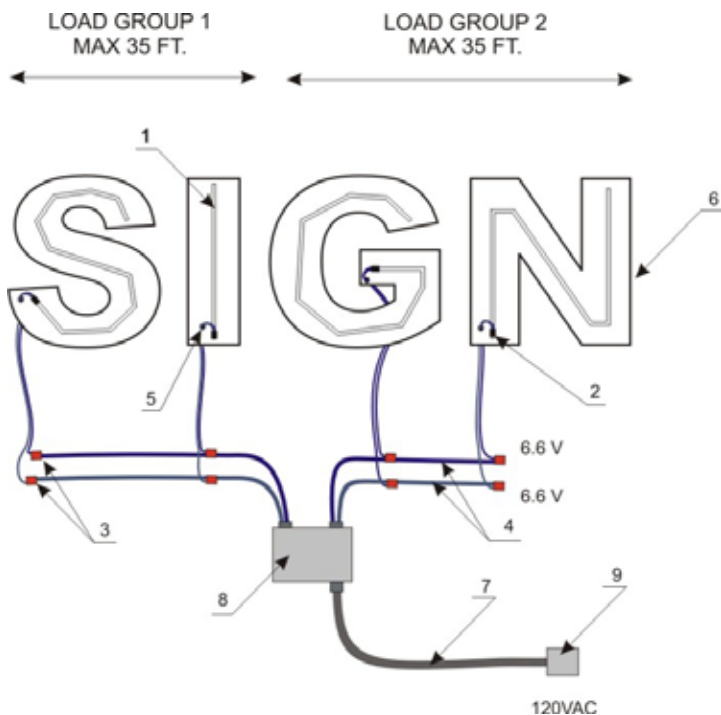 LOAD GROUP 1
MAX 35 FT.
LOAD GROUP 2
MAX 35 FT.
1
SIGN
6
5
2
6.6 V
6.6 V
3
4
8
7
9
120VAC